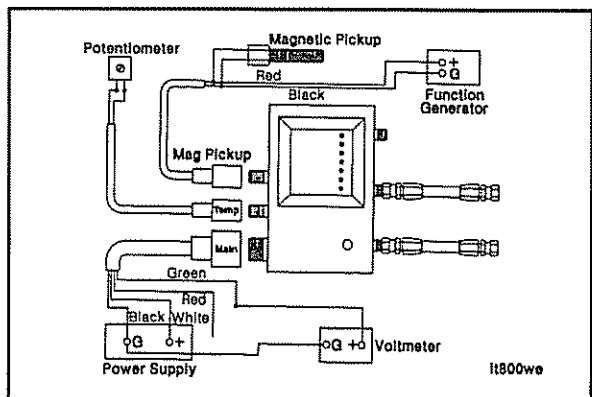 Potentiometer
Magnetic Pickup
Red
Black
+
G
Function
Generator
Mag Pickup
Temp
Main
Green
Red
Black White
G +
Power Supply
G +
Voltmeter
lt800we